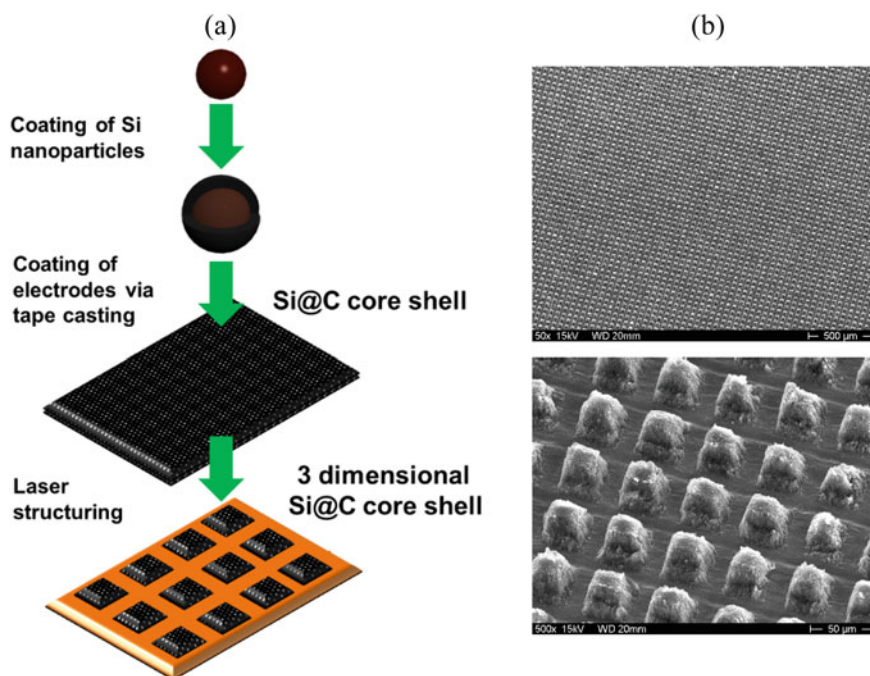 (a)
(b)
Coating of Si
nanoparticles
Coating of
electrodes via
tape casting
Si@C core shell
Laser
structuring
3 dimensional
Si@C core shell
50x 15kV WD 20mm 500 µm
500x 15kV WD 20mm 50 µm